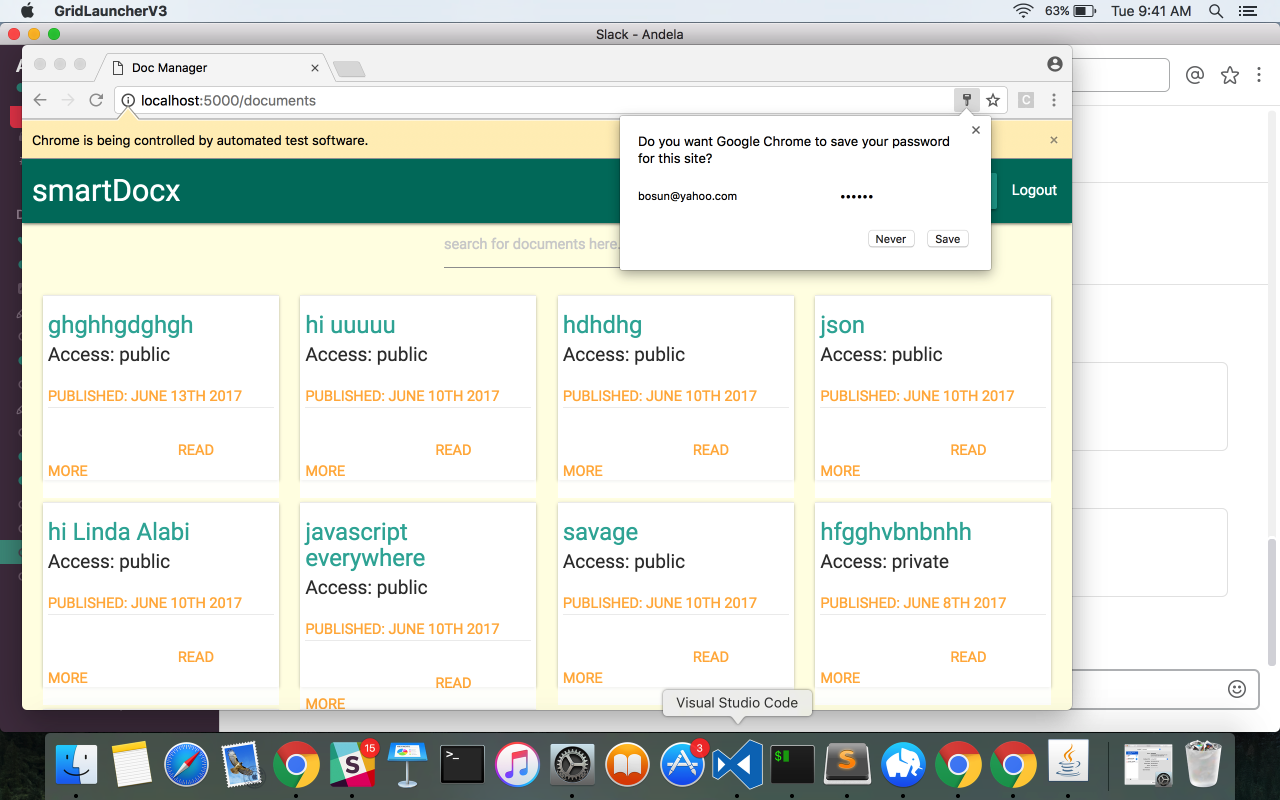 GridLauncherV3
63%
Tue 9:41 AM
Slack - Andela
Doc Manager
localhost:5000/documents
C
Chrome is being controlled by automated test software.
Do you want Google Chrome to save your password
for this site?
bosun@yahoo.com
••••••
Never
Save
smartDocx
Logout
search for documents here.
ghghhgdghgh
Access: public
PUBLISHED: JUNE 13TH 2017
READ
MORE
hi uuuuu
Access: public
PUBLISHED: JUNE 10TH 2017
READ
MORE
hdhdhg
Access: public
PUBLISHED: JUNE 10TH 2017
READ
MORE
json
Access: public
PUBLISHED: JUNE 10TH 2017
READ
MORE
hi Linda Alabi
Access: public
PUBLISHED: JUNE 10TH 2017
READ
MORE
javascript
everywhere
Access: public
PUBLISHED: JUNE 10TH 2017
READ
MORE
savage
Access: public
PUBLISHED: JUNE 10TH 2017
READ
MORE
hfgghvbnbnhh
Access: private
PUBLISHED: JUNE 8TH 2017
READ
MORE
Visual Studio Code
15
3